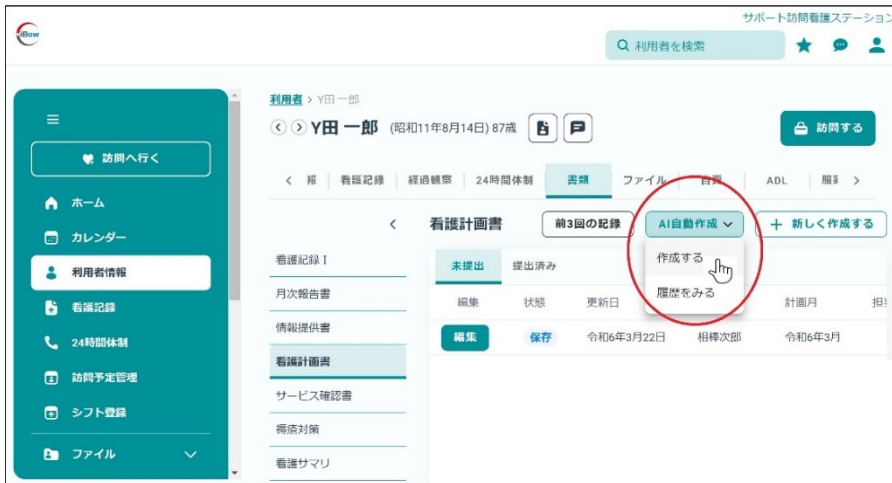 サポート訪問看護ステーション
iBow
利用者を検索
利用者 > Y田 一郎
Y田 一郎 (昭和11年8月14日) 87歳
訪問する
訪問へ行く
看護記録 経過観察 24時間体制 書類 ファイル 自費 ADL
ホーム
カレンダー
利用者情報
看護記録
24時間体制
訪問予定管理
シフト登録
ファイル
看護計画書 前3回の記録 AI自動作成 + 新しく作成する
作成する
履歴をみる
看護記録Ⅰ
月次報告書
情報提供書
看護計画書
サービス確認書
褥瘡対策
看護サマリ
未提出 提出済み
編集 状態 更新日 計画月 担
編集 保存 令和6年3月22日 相棒次郎 令和6年3月